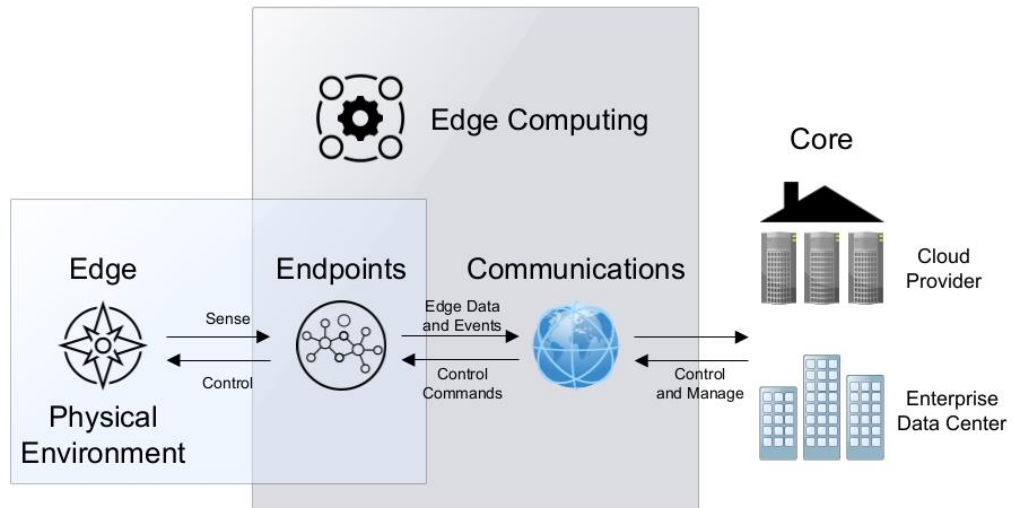 Edge Computing
Core
Cloud
Provider
Edge
Endpoints
Communications
Sense
Edge Data
and Events
Control
Control
Commands
Control
and Manage
Physical
Environment
Enterprise
Data Center